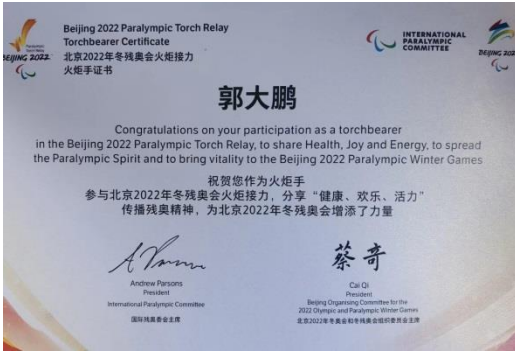 Beijing 2022 Paralympic Torch Relay
Torchbearer Certificate
北京2022年冬残奥会火炬接力
火炬手证书
BEIJING 2022
INTERNATIONAL
PARALYMPIC
COMMITTEE
BEIJING 202
郭大鹏
Congratulations on your participation as a torchbearer
in the Beijing 2022 Paralympic Torch Relay, to share Health, Joy and Energy, to spread
the Paralympic Spirit and to bring vitality to the Beijing 2022 Paralympic Winter Games
祝贺您作为火炬手
参与北京2022年冬残奥会火炬接力，分享“健康、欢乐、活力”
传播残奥精神，为北京2022年冬残奥会增添了力量
蔡奇
Andrew Parsons
President
International Paralympic Committee
国际残奥委会主席
Cai Qi
President
Beijing Organising Committee for the
2022 Olympic and Paralympic Winter Games
北京2022年冬奥会和冬残奥会组织委员会主席